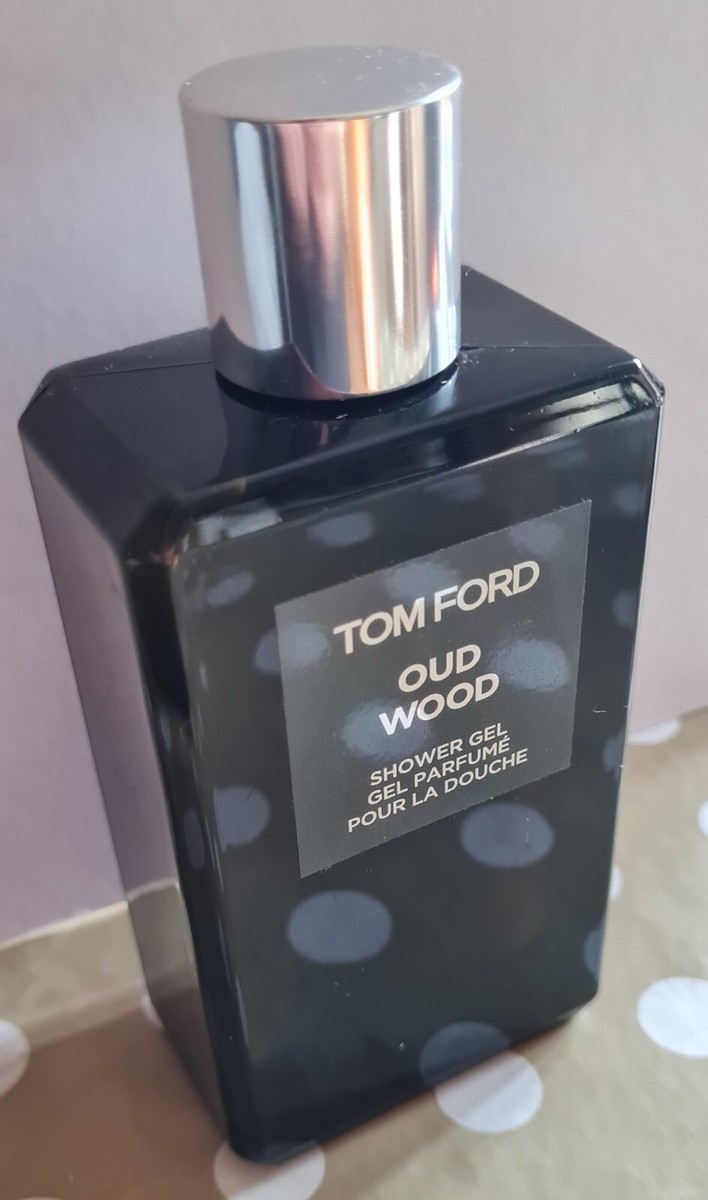 TOM FORD
OUD
WOOD
SHOWER GEL
GEL PARFUMÉ
POUR LA DOUCHE